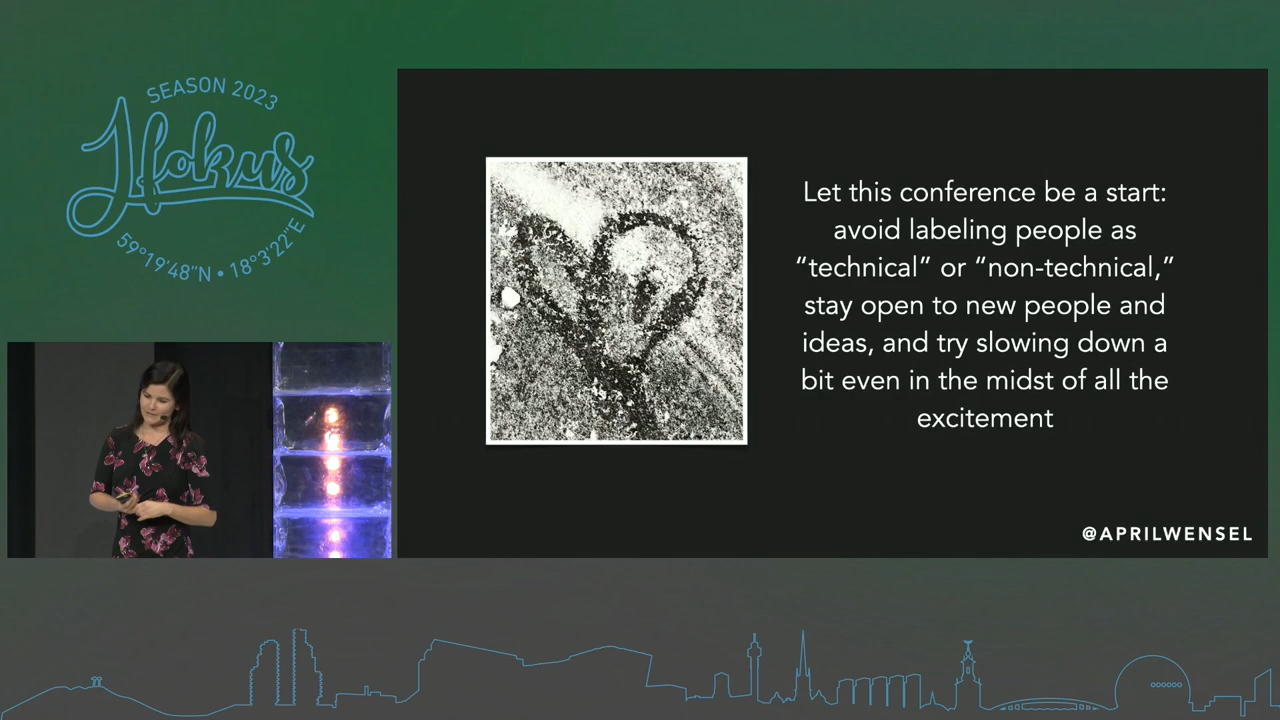 SEASON 2023
Jfokus
59°19'48"N • 18°3'22"E
Let this conference be a start:
avoid labeling people as
“technical” or “non-technical,”
stay open to new people and
ideas, and try slowing down a
bit even in the midst of all the
excitement
@APRILWENSEL